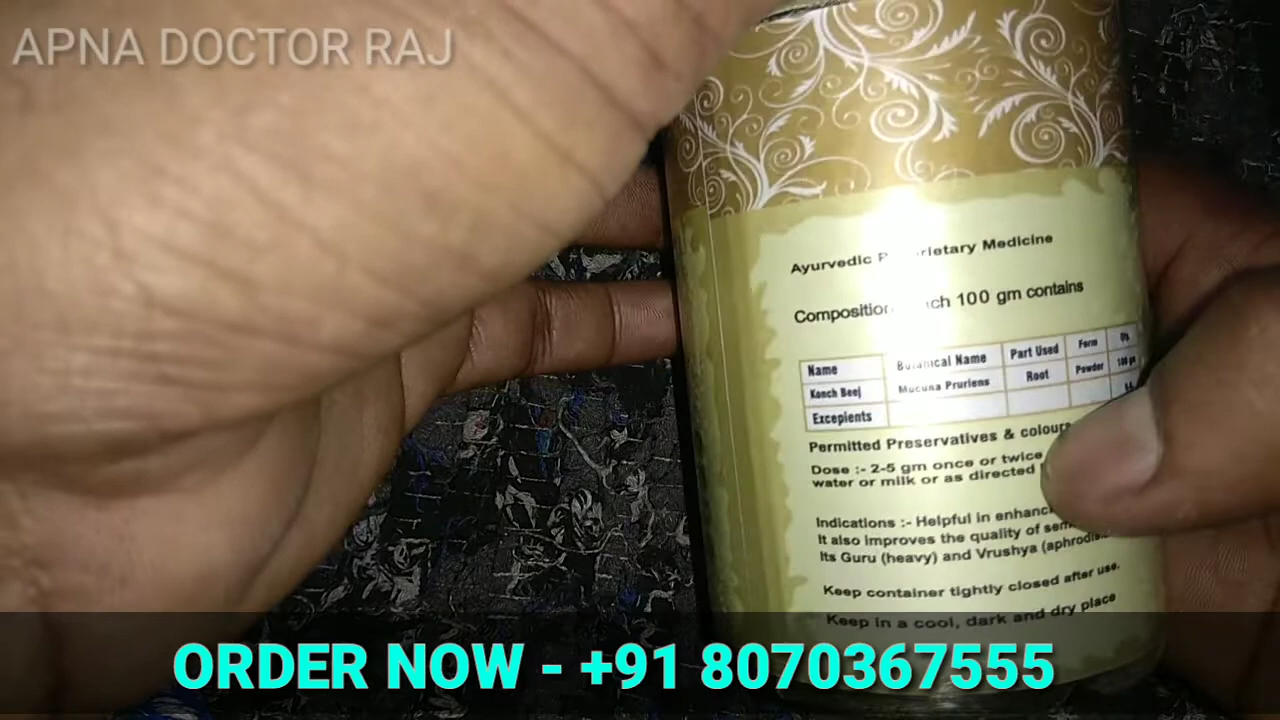 APNA DOCTOR RAJ
Ayurvedic Medicine
100 gm contains
Name Botanical Name Part Used Form Qty.
Konch Beej Mucuna Pruriens Root Powder 100 gm
Excepients
Permitted Preservatives & colours
Dose :- 2-5 gm once or twice
water or milk or as directed
Indications :- Helpful in
It also improves the quality of
Its Guru (heavy) and Vrushya
Keep container tightly closed after use.
Keep in a cool, dark and dry place
ORDER NOW - +91 8070367555